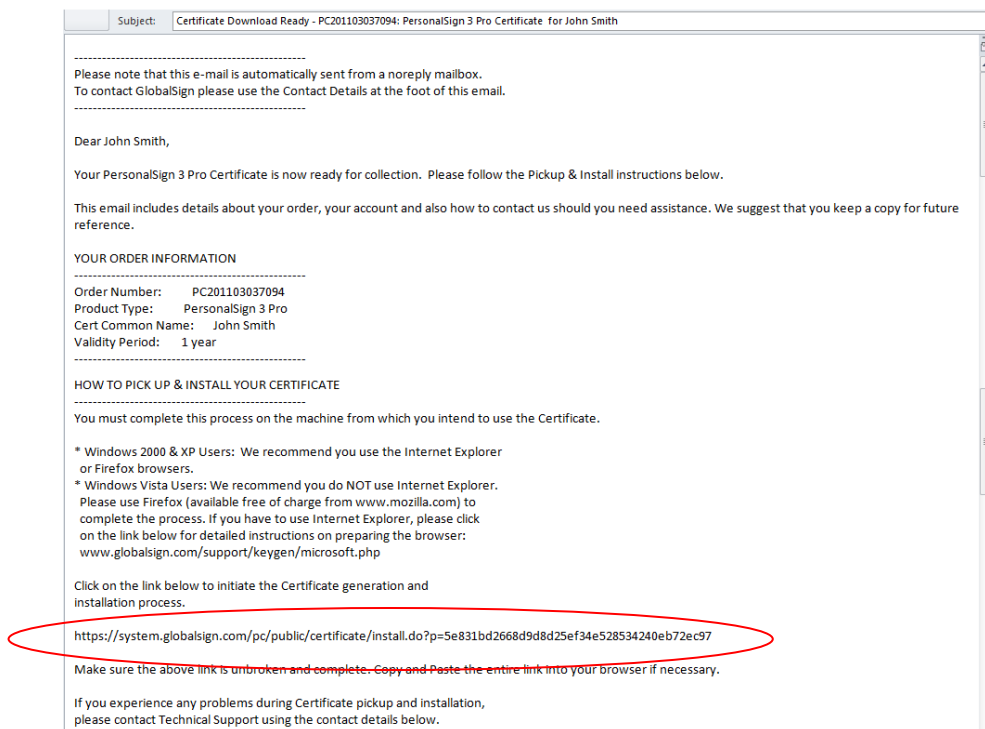 Subject: Certificate Download Ready - PC201103037094: PersonalSign 3 Pro Certificate for John Smith
--------------------------------------------------
Please note that this e-mail is automatically sent from a noreply mailbox.
To contact GlobalSign please use the Contact Details at the foot of this email.
--------------------------------------------------
Dear John Smith,
Your PersonalSign 3 Pro Certificate is now ready for collection. Please follow the Pickup & Install instructions below.
This email includes details about your order, your account and also how to contact us should you need assistance. We suggest that you keep a copy for future
reference.
YOUR ORDER INFORMATION
--------------------------------------------------
Order Number: PC201103037094
Product Type: PersonalSign 3 Pro
Cert Common Name: John Smith
Validity Period: 1 year
--------------------------------------------------
HOW TO PICK UP & INSTALL YOUR CERTIFICATE
--------------------------------------------------
You must complete this process on the machine from which you intend to use the Certificate.
* Windows 2000 & XP Users: We recommend you use the Internet Explorer
or Firefox browsers.
* Windows Vista Users: We recommend you do NOT use Internet Explorer.
Please use Firefox (available free of charge from www.mozilla.com) to
complete the process. If you have to use Internet Explorer, please click
on the link below for detailed instructions on preparing the browser:
www.globalsign.com/support/keygen/microsoft.php
Click on the link below to initiate the Certificate generation and
installation process.
https://system.globalsign.com/pc/public/certificate/install.do?p=5e831bd2668d9d8d25ef34e528534240eb72ec97
Make sure the above link is unbroken and complete. Copy and Paste the entire link into your browser if necessary.
If you experience any problems during Certificate pickup and installation,
please contact Technical Support using the contact details below.